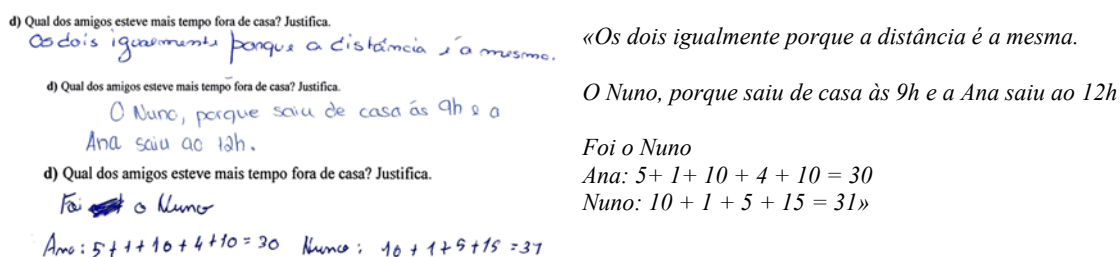 d) Qual dos amigos esteve mais tempo fora de casa? Justifica.
Os dois igualmente porque a distância é a mesma.
d) Qual dos amigos esteve mais tempo fora de casa? Justifica.
O Nuno, porque saiu de casa ás 9h e a
Ana saiu ao 12h.
d) Qual dos amigos esteve mais tempo fora de casa? Justifica.
Foi o Nuno
Ana: 5+1+10+4+10=30 Nuno: 10+1+5+15=31
«Os dois igualmente porque a distância é a mesma.
O Nuno, porque saiu de casa às 9h e a Ana saiu ao 12h
Foi o Nuno
Ana: 5+ 1+ 10 + 4 + 10 = 30
Nuno: 10 + 1 + 5 + 15 = 31»